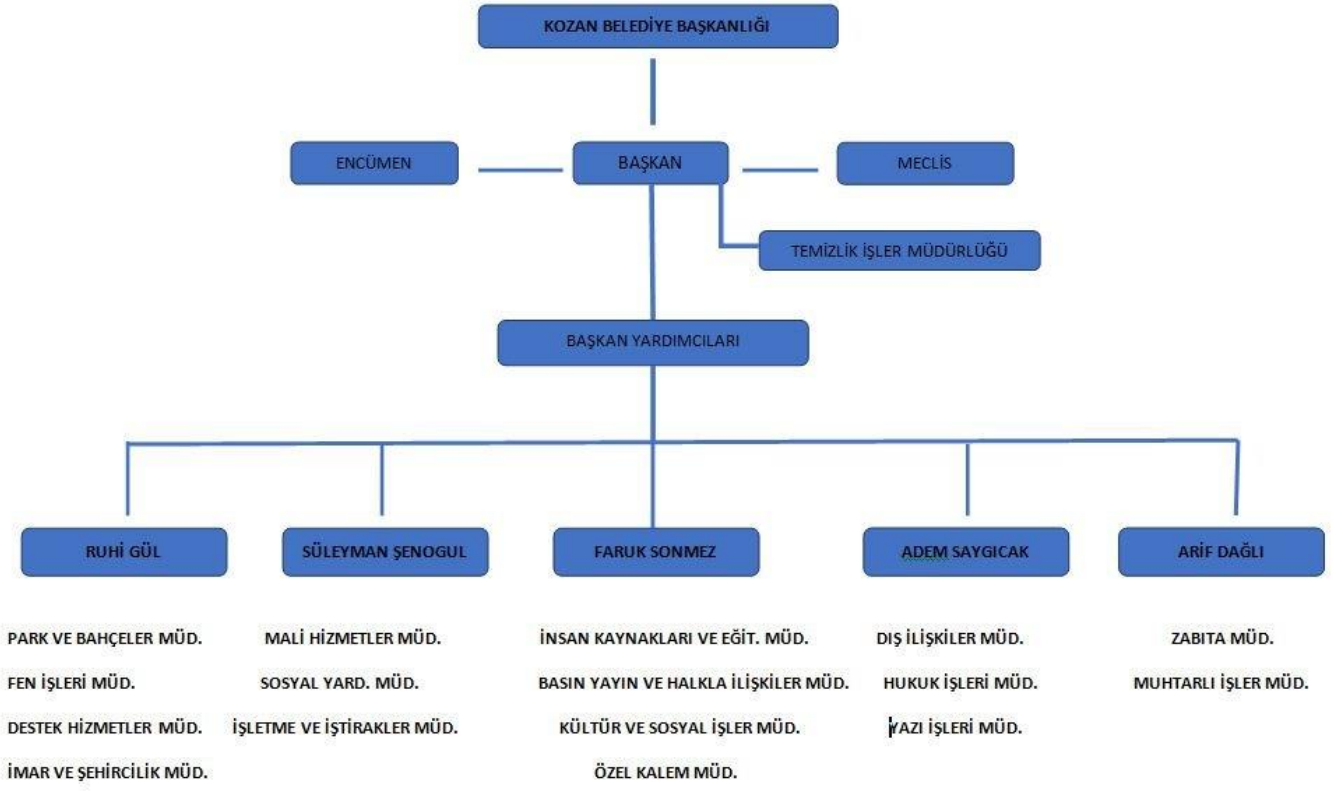 KOZAN BELEDİYE BAŞKANLIĞI
ENCÜMEN
BAŞKAN
MECLİS
TEMİZLİK İŞLER MÜDÜRLÜĞÜ
BAŞKAN YARDIMCILARI
RUHİ GÜL
SÜLEYMAN ŞENOGUL
FARUK SONMEZ
ADEM SAYGICAK
ARİF DAĞLI
PARK VE BAHÇELER MÜD.
FEN İŞLERİ MÜD.
DESTEK HİZMETLER MÜD.
İMAR VE ŞEHİRCİLİK MÜD.
MALİ HİZMETLER MÜD.
SOSYAL YARD. MÜD.
İŞLETME VE İŞTİRAKLER MÜD.
İNSAN KAYNAKLARI VE EĞİT. MÜD.
BASIN YAYIN VE HALKLA İLİŞKİLER MÜD.
KÜLTÜR VE SOSYAL İŞLER MÜD.
ÖZEL KALEM MÜD.
DIŞ İLİŞKİLER MÜD.
HUKUK İŞLERİ MÜD.
YAZI İŞLERİ MÜD.
ZABITA MÜD.
MUHTARLI İŞLER MÜD.